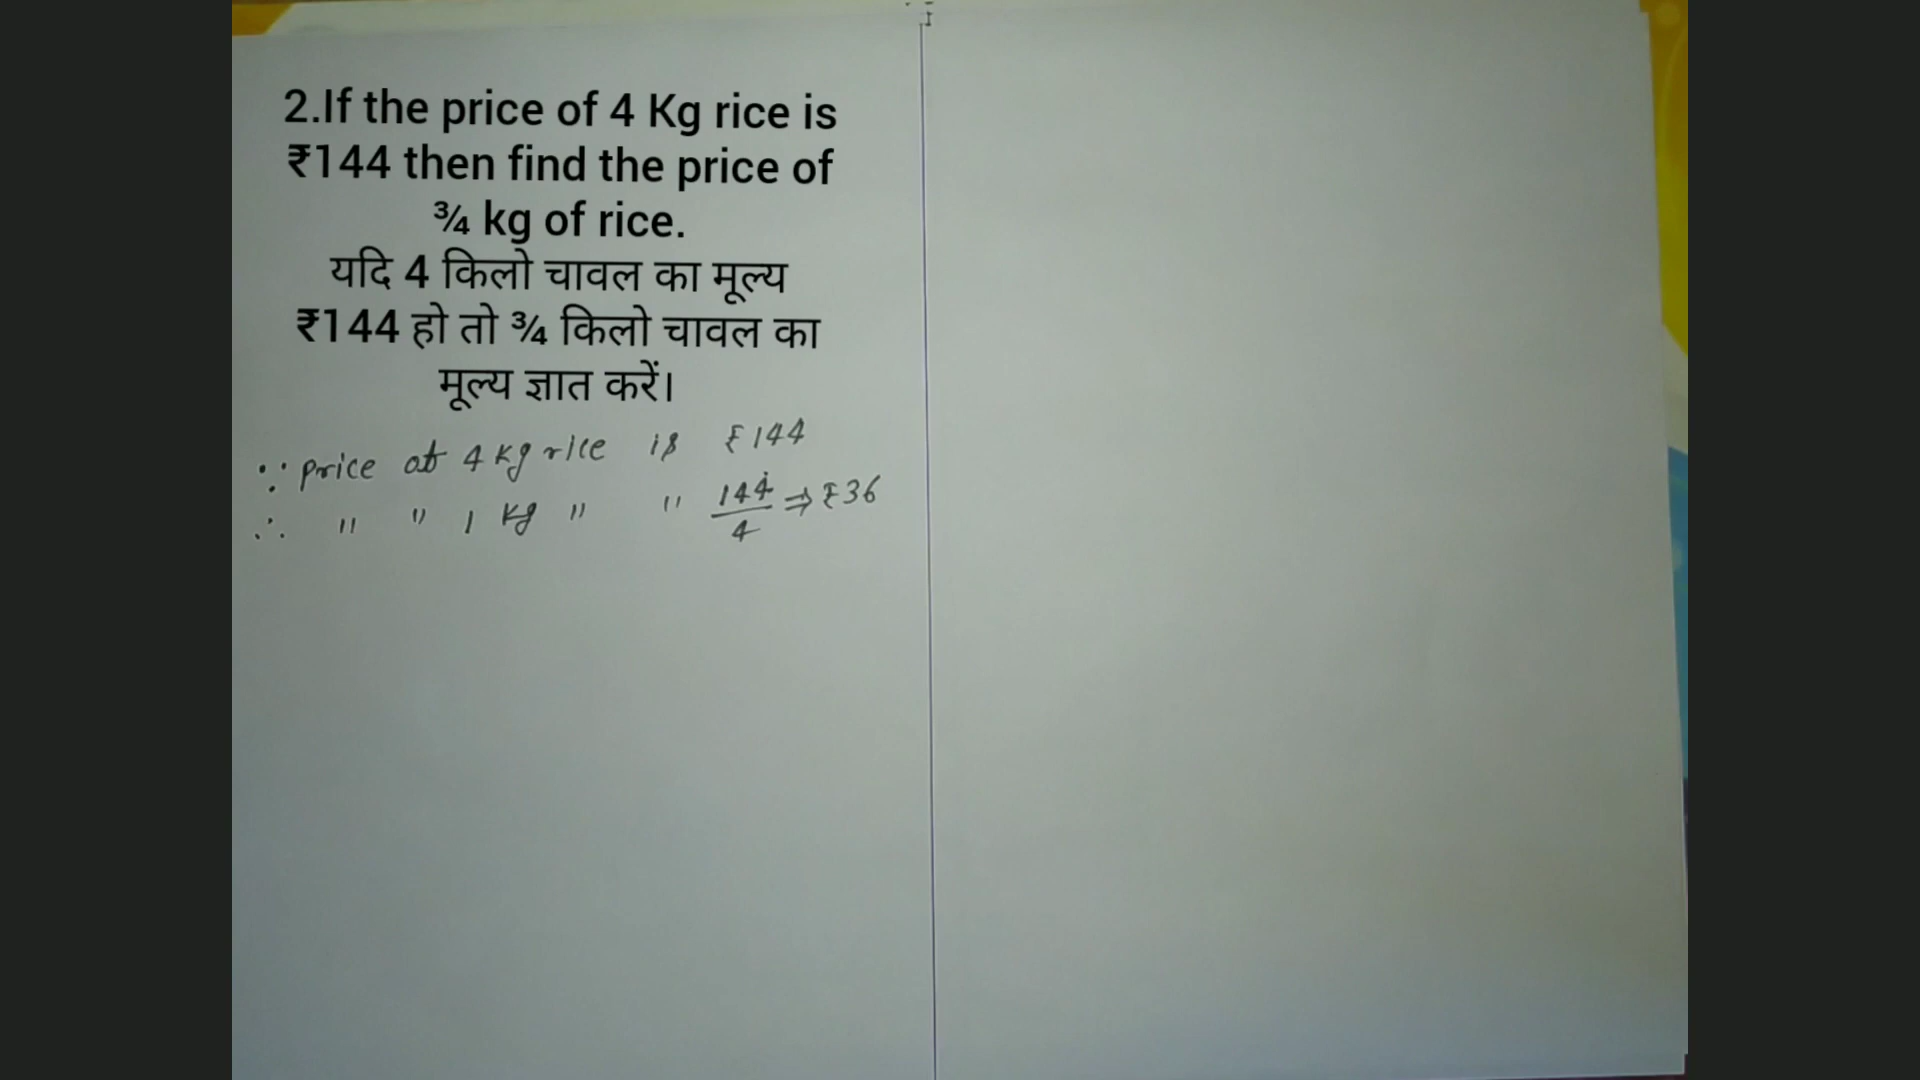 2.If the price of 4 Kg rice is
₹144 then find the price of
¾ kg of rice.
यदि 4 किलो चावल का मूल्य
₹144 हो तो ¾ किलो चावल का
मूल्य ज्ञात करें।
∵ price of 4 kg rice is ₹144
∴ " " 1 kg " " 144/4 ⇒ ₹36